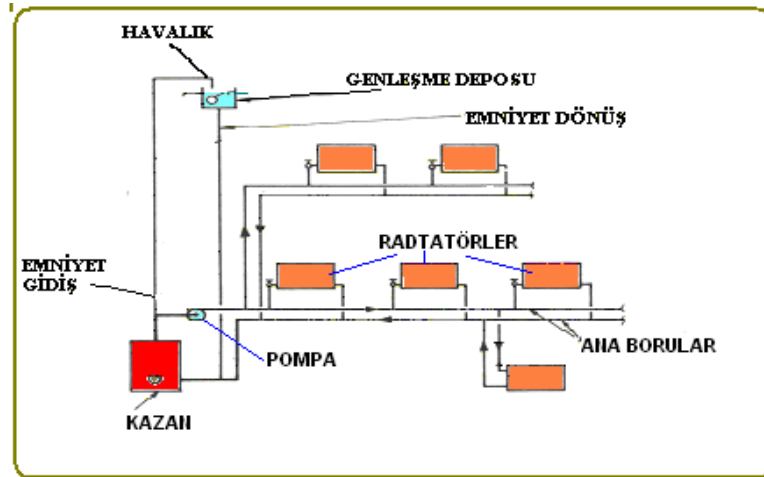 HAVALIK
GENLEŞME DEPOSU
EMNİYET DÖNÜŞ
RADTATÖRLER
EMNİYET
GİDİŞ
ANA BORULAR
POMPA
KAZAN